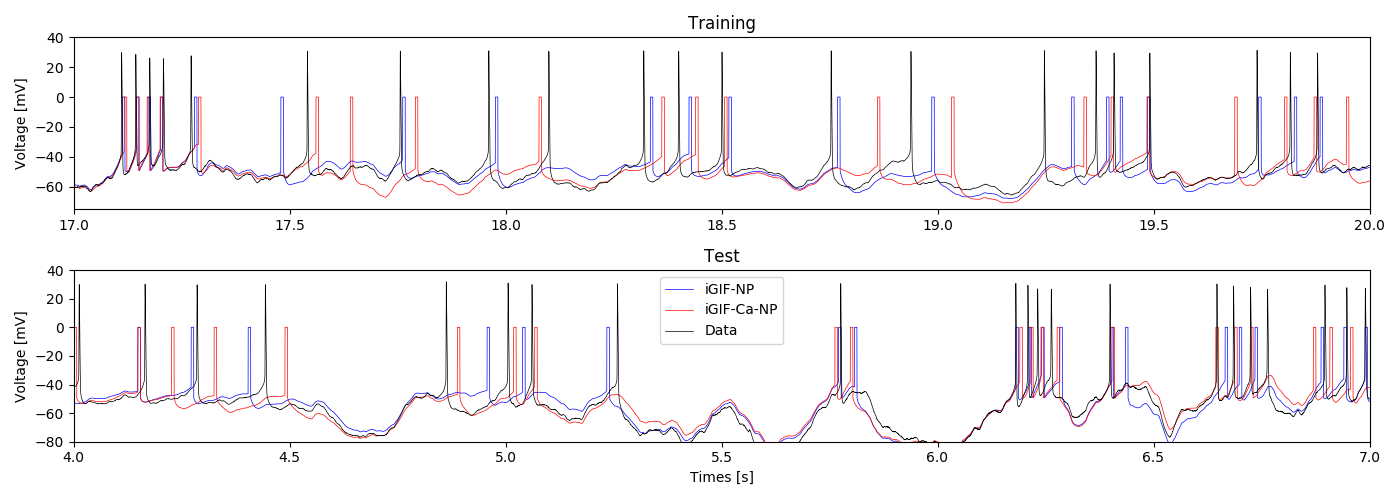 Training
Voltage [mV]
40
20
0
−20
−40
−60
17.0 17.5 18.0 18.5 19.0 19.5 20.0
Test
Voltage [mV]
40
20
0
−20
−40
−60
−80
iGIF-NP
iGIF-Ca-NP
Data
4.0 4.5 5.0 5.5 6.0 6.5 7.0
Times [s]